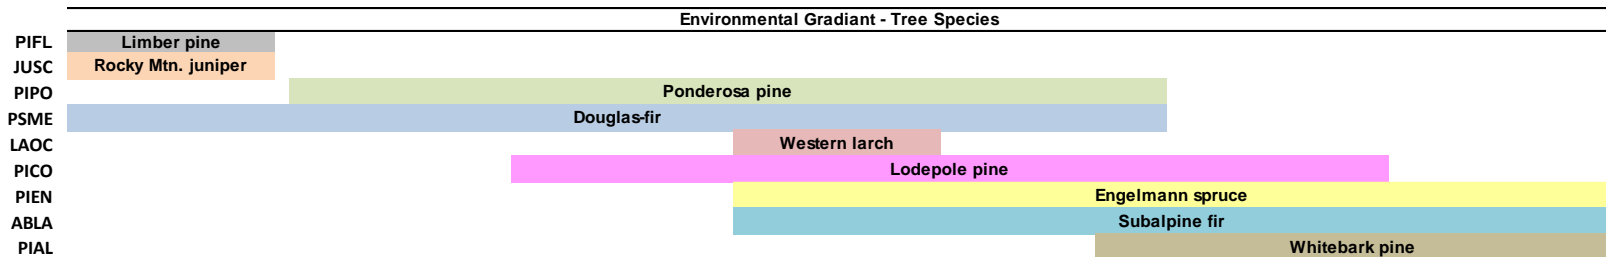 Environmental Gradiant - Tree Species
PIFL Limber pine
JUSC Rocky Mtn. juniper
PIPO Ponderosa pine
PSME Douglas-fir
LAOC Western larch
PICO Lodepole pine
PIEN Engelmann spruce
ABLA Subalpine fir
PIAL Whitebark pine